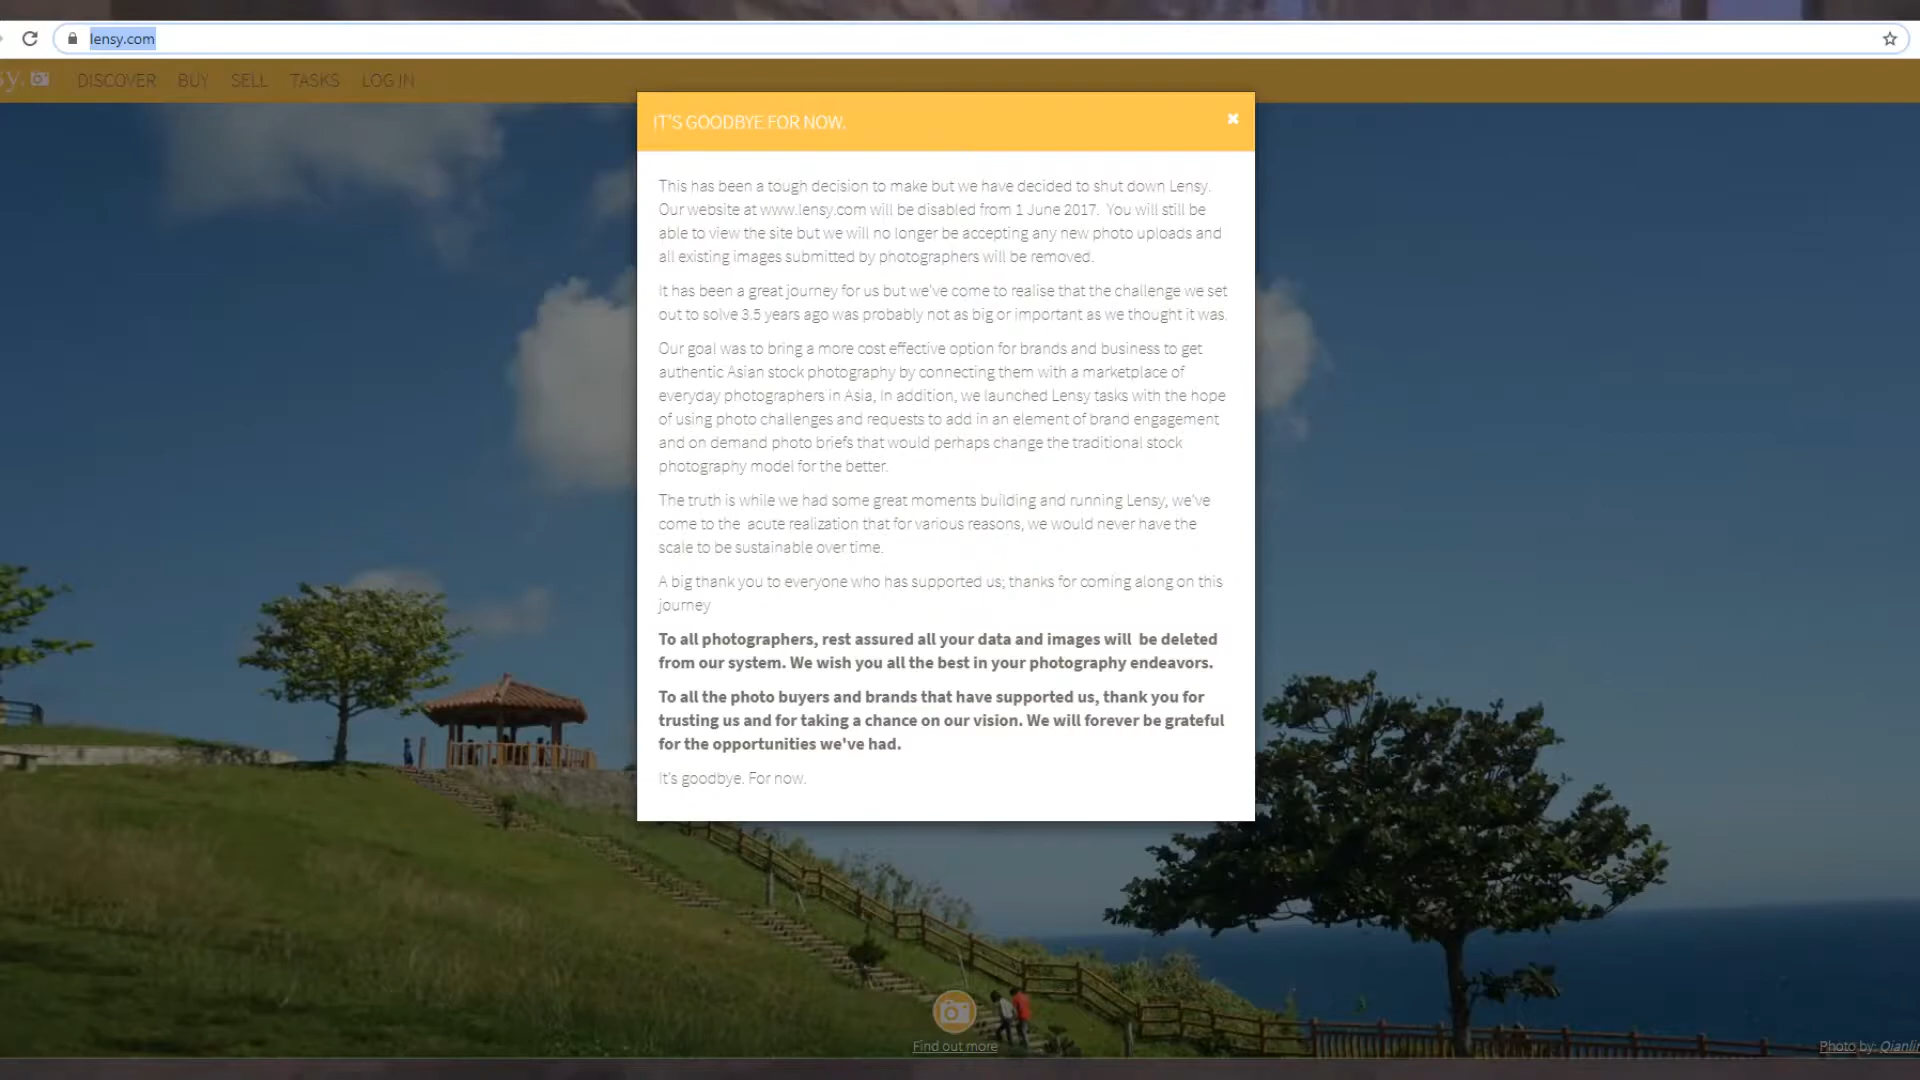 lensy.com
sy.
DISCOVER BUY SELL TASKS LOG IN
IT'S GOODBYE FOR NOW.
This has been a tough decision to make but we have decided to shut down Lensy.
Our website at www.lensy.com will be disabled from 1 June 2017. You will still be
able to view the site but we will no longer be accepting any new photo uploads and
all existing images submitted by photographers will be removed.
It has been a great journey for us but we've come to realise that the challenge we set
out to solve 3.5 years ago was probably not as big or important as we thought it was.
Our goal was to bring a more cost effective option for brands and business to get
authentic Asian stock photography by connecting them with a marketplace of
everyday photographers in Asia, In addition, we launched Lensy tasks with the hope
of using photo challenges and requests to add in an element of brand engagement
and on demand photo briefs that would perhaps change the traditional stock
photography model for the better.
The truth is while we had some great moments building and running Lensy, we've
come to the acute realization that for various reasons, we would never have the
scale to be sustainable over time.
A big thank you to everyone who has supported us; thanks for coming along on this
journey
To all photographers, rest assured all your data and images will be deleted
from our system. We wish you all the best in your photography endeavors.
To all the photo buyers and brands that have supported us, thank you for
trusting us and for taking a chance on our vision. We will forever be grateful
for the opportunities we've had.
It's goodbye. For now.
Find out more
Photo by: